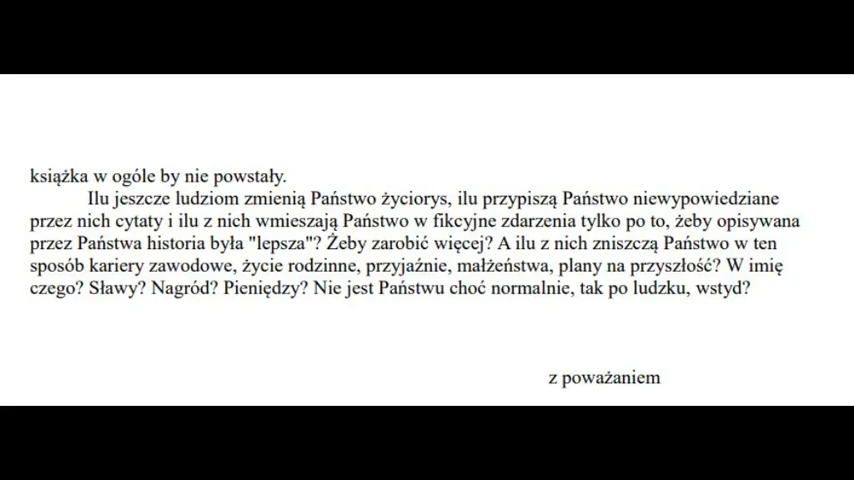 książka w ogóle by nie powstały.
Ilu jeszcze ludziom zmienią Państwo życiorys, ilu przypiszą Państwo niewypowiedziane
przez nich cytaty i ilu z nich wmieszają Państwo w fikcyjne zdarzenia tylko po to, żeby opisywana
przez Państwa historia była "lepsza"? Żeby zarobić więcej? A ilu z nich zniszczą Państwo w ten
sposób kariery zawodowe, życie rodzinne, przyjaźnie, małżeństwa, plany na przyszłość? W imię
czego? Sławy? Nagród? Pieniędzy? Nie jest Państwu choć normalnie, tak po ludzku, wstyd?
z poważaniem